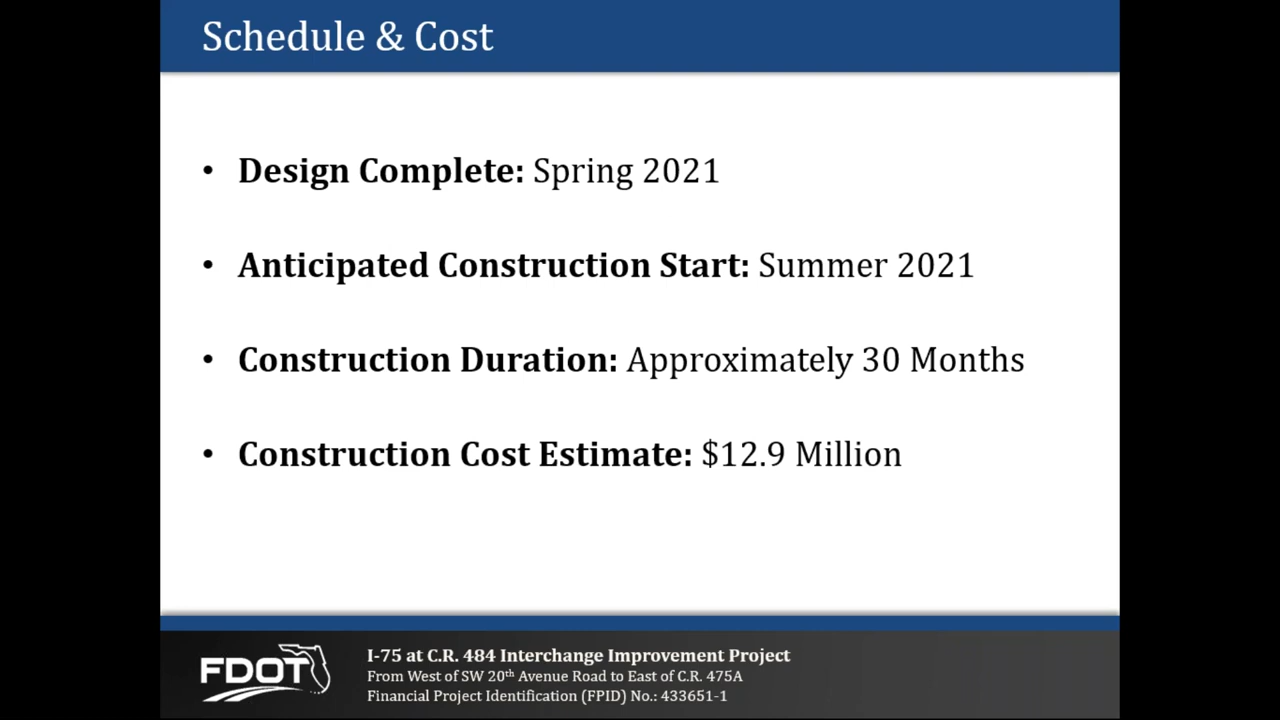 Schedule & Cost
• Design Complete: Spring 2021
• Anticipated Construction Start: Summer 2021
• Construction Duration: Approximately 30 Months
• Construction Cost Estimate: $12.9 Million
FDOT
I-75 at C.R. 484 Interchange Improvement Project
From West of SW 20th Avenue Road to East of C.R. 475A
Financial Project Identification (FPID) No.: 433651-1